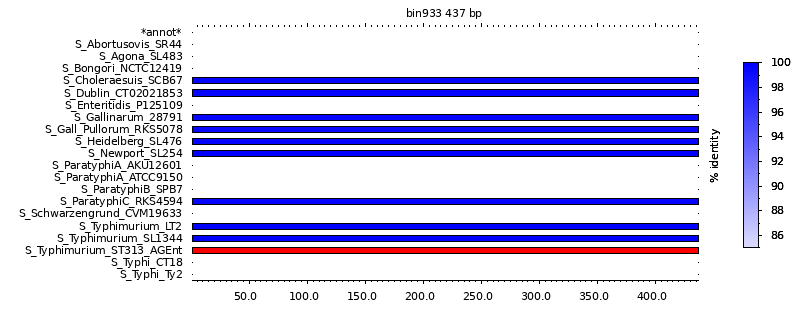 bin933 437 bp
*annot*
S_Abortusovis_SR44
S_Agona_SL483
S_Bongori_NCTC12419
S_Choleraesuis_SCB67
S_Dublin_CT02021853
S_Enteritidis_P125109
S_Gallinarum_28791
S_Gall_Pullorum_RKS5078
S_Heidelberg_SL476
S_Newport_SL254
S_ParatyphiA_AKU12601
S_ParatyphiA_ATCC9150
S_ParatyphiB_SPB7
S_ParatyphiC_RKS4594
S_Schwarzengrund_CVM19633
S_Typhimurium_LT2
S_Typhimurium_SL1344
S_Typhimurium_ST313_AGEnt
S_Typhi_CT18
S_Typhi_Ty2
50.0 100.0 150.0 200.0 250.0 300.0 350.0 400.0
100
98
96
94
92
90
88
86
% identity